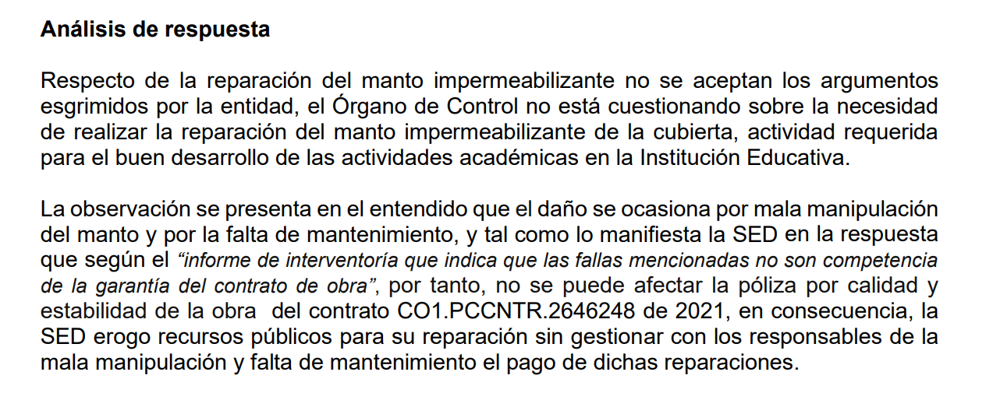 Análisis de respuesta
Respecto de la reparación del manto impermeabilizante no se aceptan los argumentos
esgrimidos por la entidad, el Órgano de Control no está cuestionando sobre la necesidad
de realizar la reparación del manto impermeabilizante de la cubierta, actividad requerida
para el buen desarrollo de las actividades académicas en la Institución Educativa.
La observación se presenta en el entendido que el daño se ocasiona por mala manipulación
del manto y por la falta de mantenimiento, y tal como lo manifiesta la SED en la respuesta
que según el “informe de interventoría que indica que las fallas mencionadas no son competencia
de la garantía del contrato de obra”, por tanto, no se puede afectar la póliza por calidad y
estabilidad de la obra  del contrato CO1.PCCNTR.2646248 de 2021, en consecuencia, la
SED erogo recursos públicos para su reparación sin gestionar con los responsables de la
mala manipulación y falta de mantenimiento el pago de dichas reparaciones.